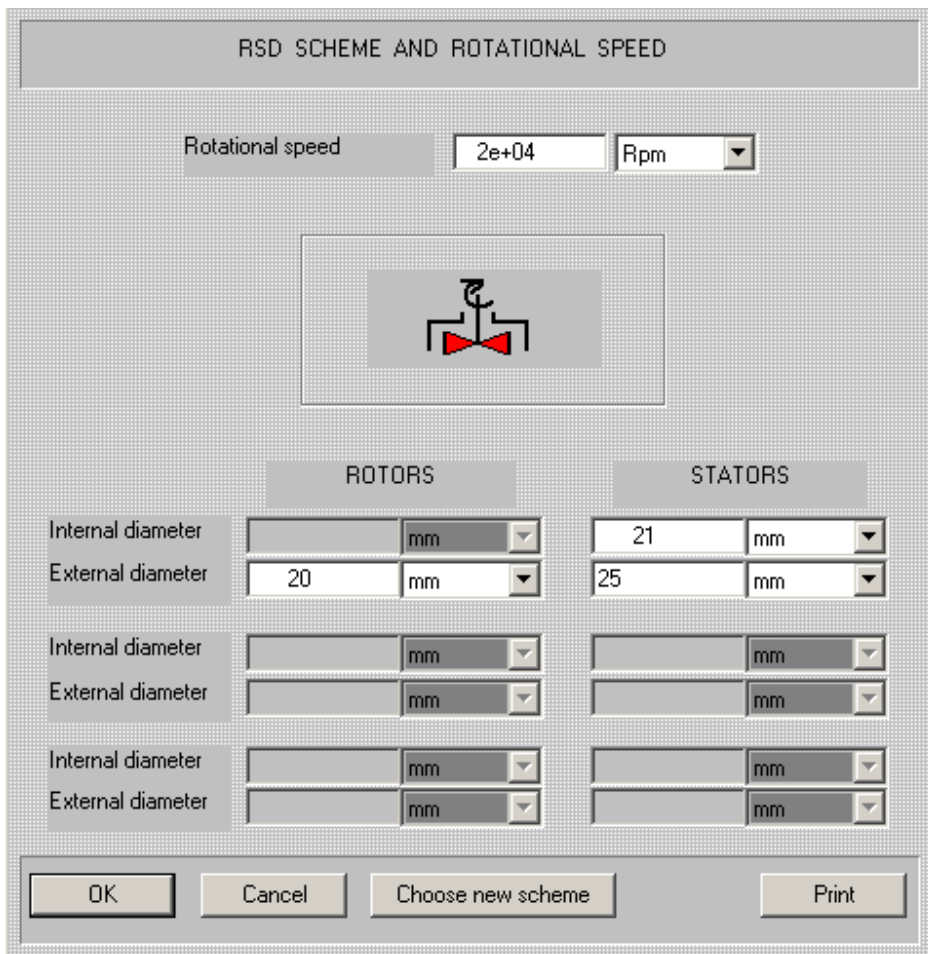 RSD SCHEME AND ROTATIONAL SPEED
Rotational speed 2e+04 Rpm
ROTORS STATORS
Internal diameter mm 21 mm
External diameter 20 mm 25 mm
Internal diameter mm mm
External diameter mm mm
Internal diameter mm mm
External diameter mm mm
OK Cancel Choose new scheme Print